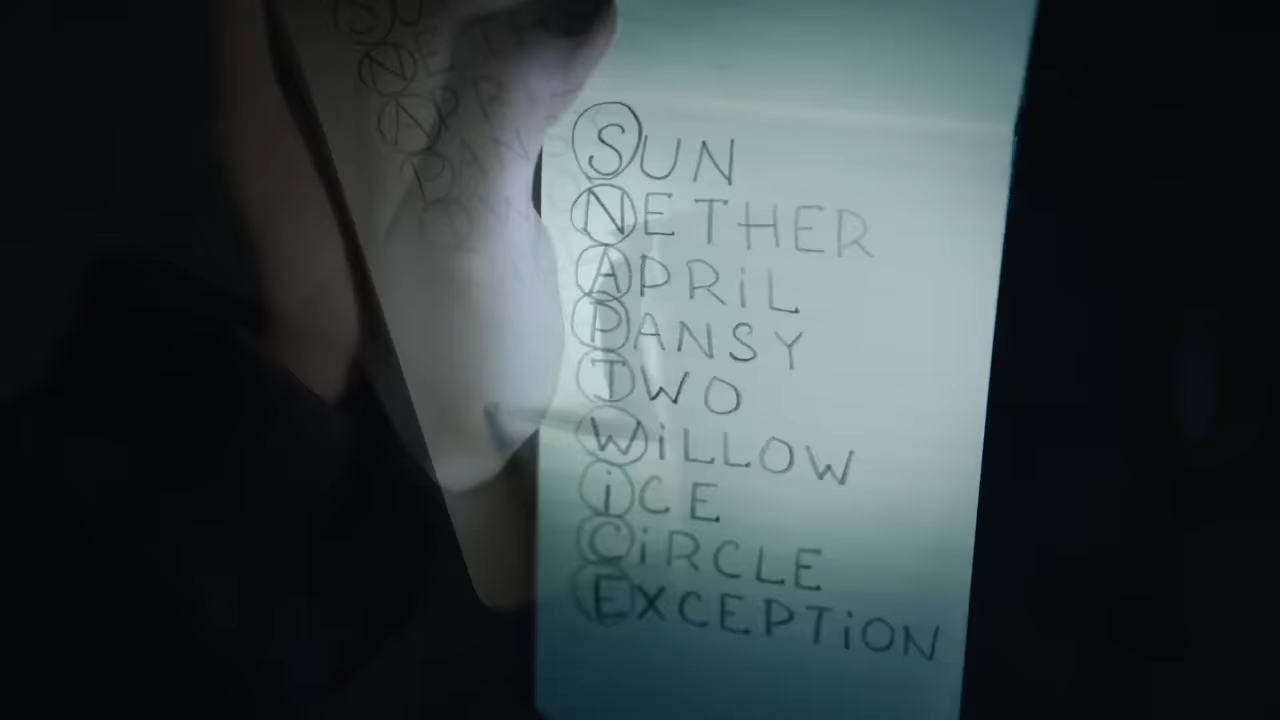 SUN
NETHER
APRiL
PANSY
TWO
WiLLOW
iCE
CiRCLE
EXCEPTiON